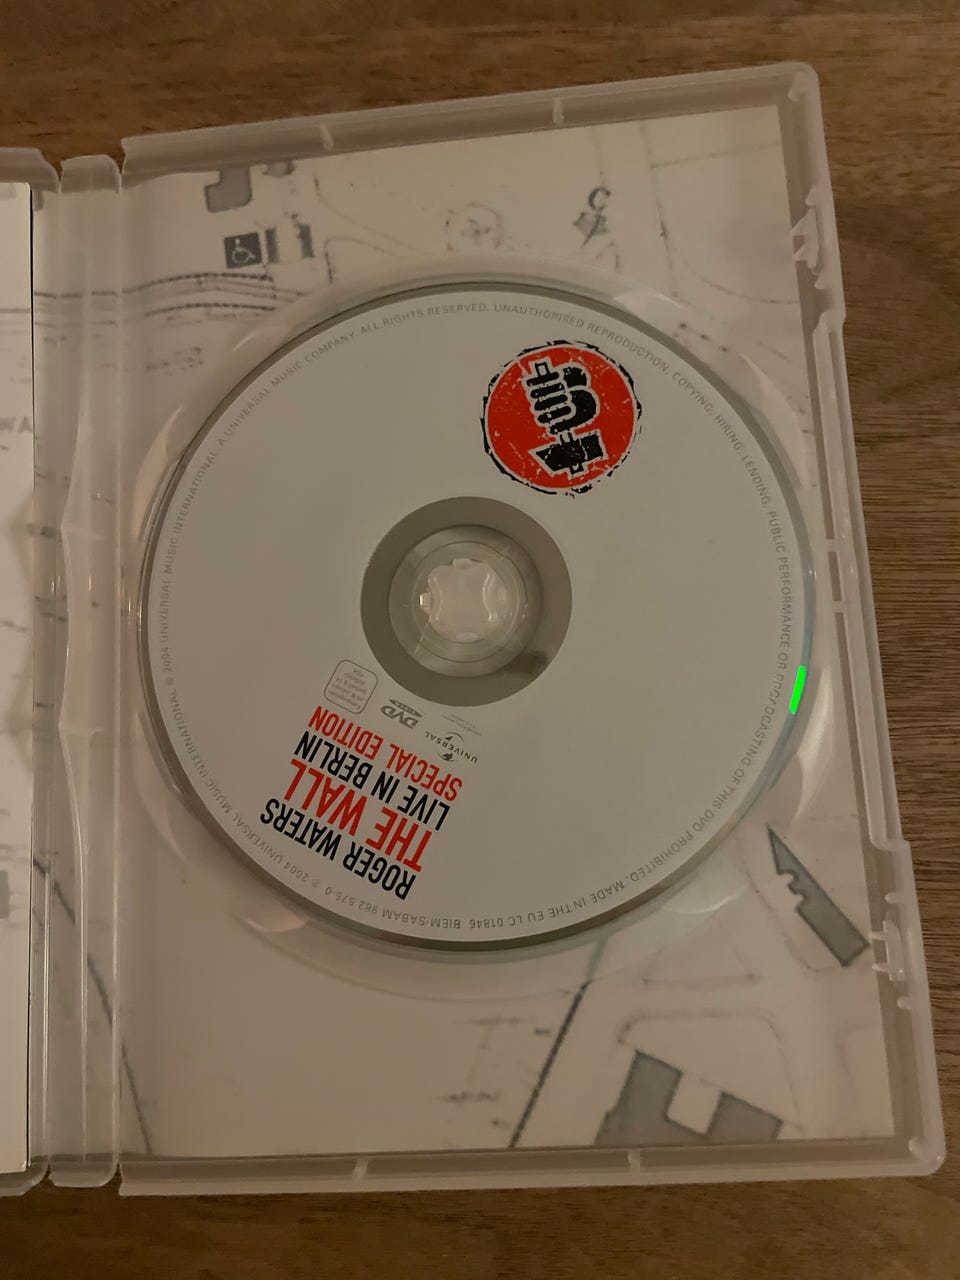 ROGER WATERS
THE WALL
LIVE IN BERLIN
SPECIAL EDITION
UNIVERSAL
DVD
VIDEO
C
BIEM/SABAM 982 575-0 ℗ 2004 UNIVERSAL MUSIC INTERNATIONAL © 2004 UNIVERSAL MUSIC INTERNATIONAL. A UNIVERSAL MUSIC COMPANY. ALL RIGHTS RESERVED. UNAUTHORISED REPRODUCTION, COPYING, HIRING, LENDING, PUBLIC PERFORMANCE OR BROADCASTING OF THIS DVD PROHIBITED. MADE IN THE EU LC 01846